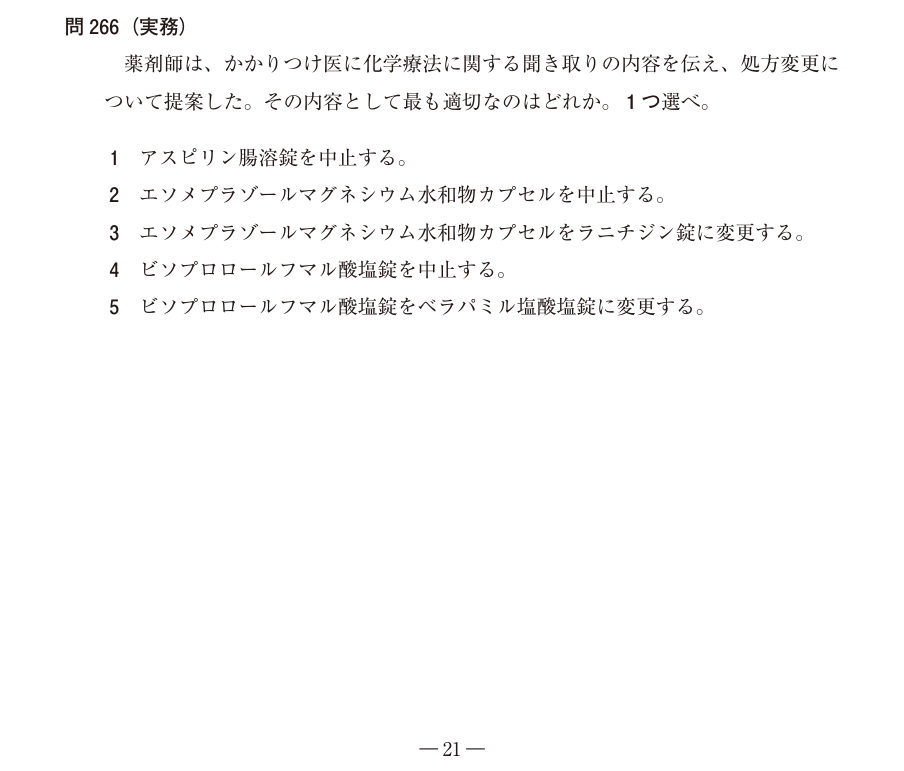 問 266（実務）
薬剤師は、かかりつけ医に化学療法に関する聞き取りの内容を伝え、処方変更に
ついて提案した。その内容として最も適切なのはどれか。1つ選べ。
1 アスピリン腸溶錠を中止する。
2 エソメプラゾールマグネシウム水和物カプセルを中止する。
3 エソメプラゾールマグネシウム水和物カプセルをラニチジン錠に変更する。
4 ビソプロロールフマル酸塩錠を中止する。
5 ビソプロロールフマル酸塩錠をベラパミル塩酸塩錠に変更する。
— 21 —